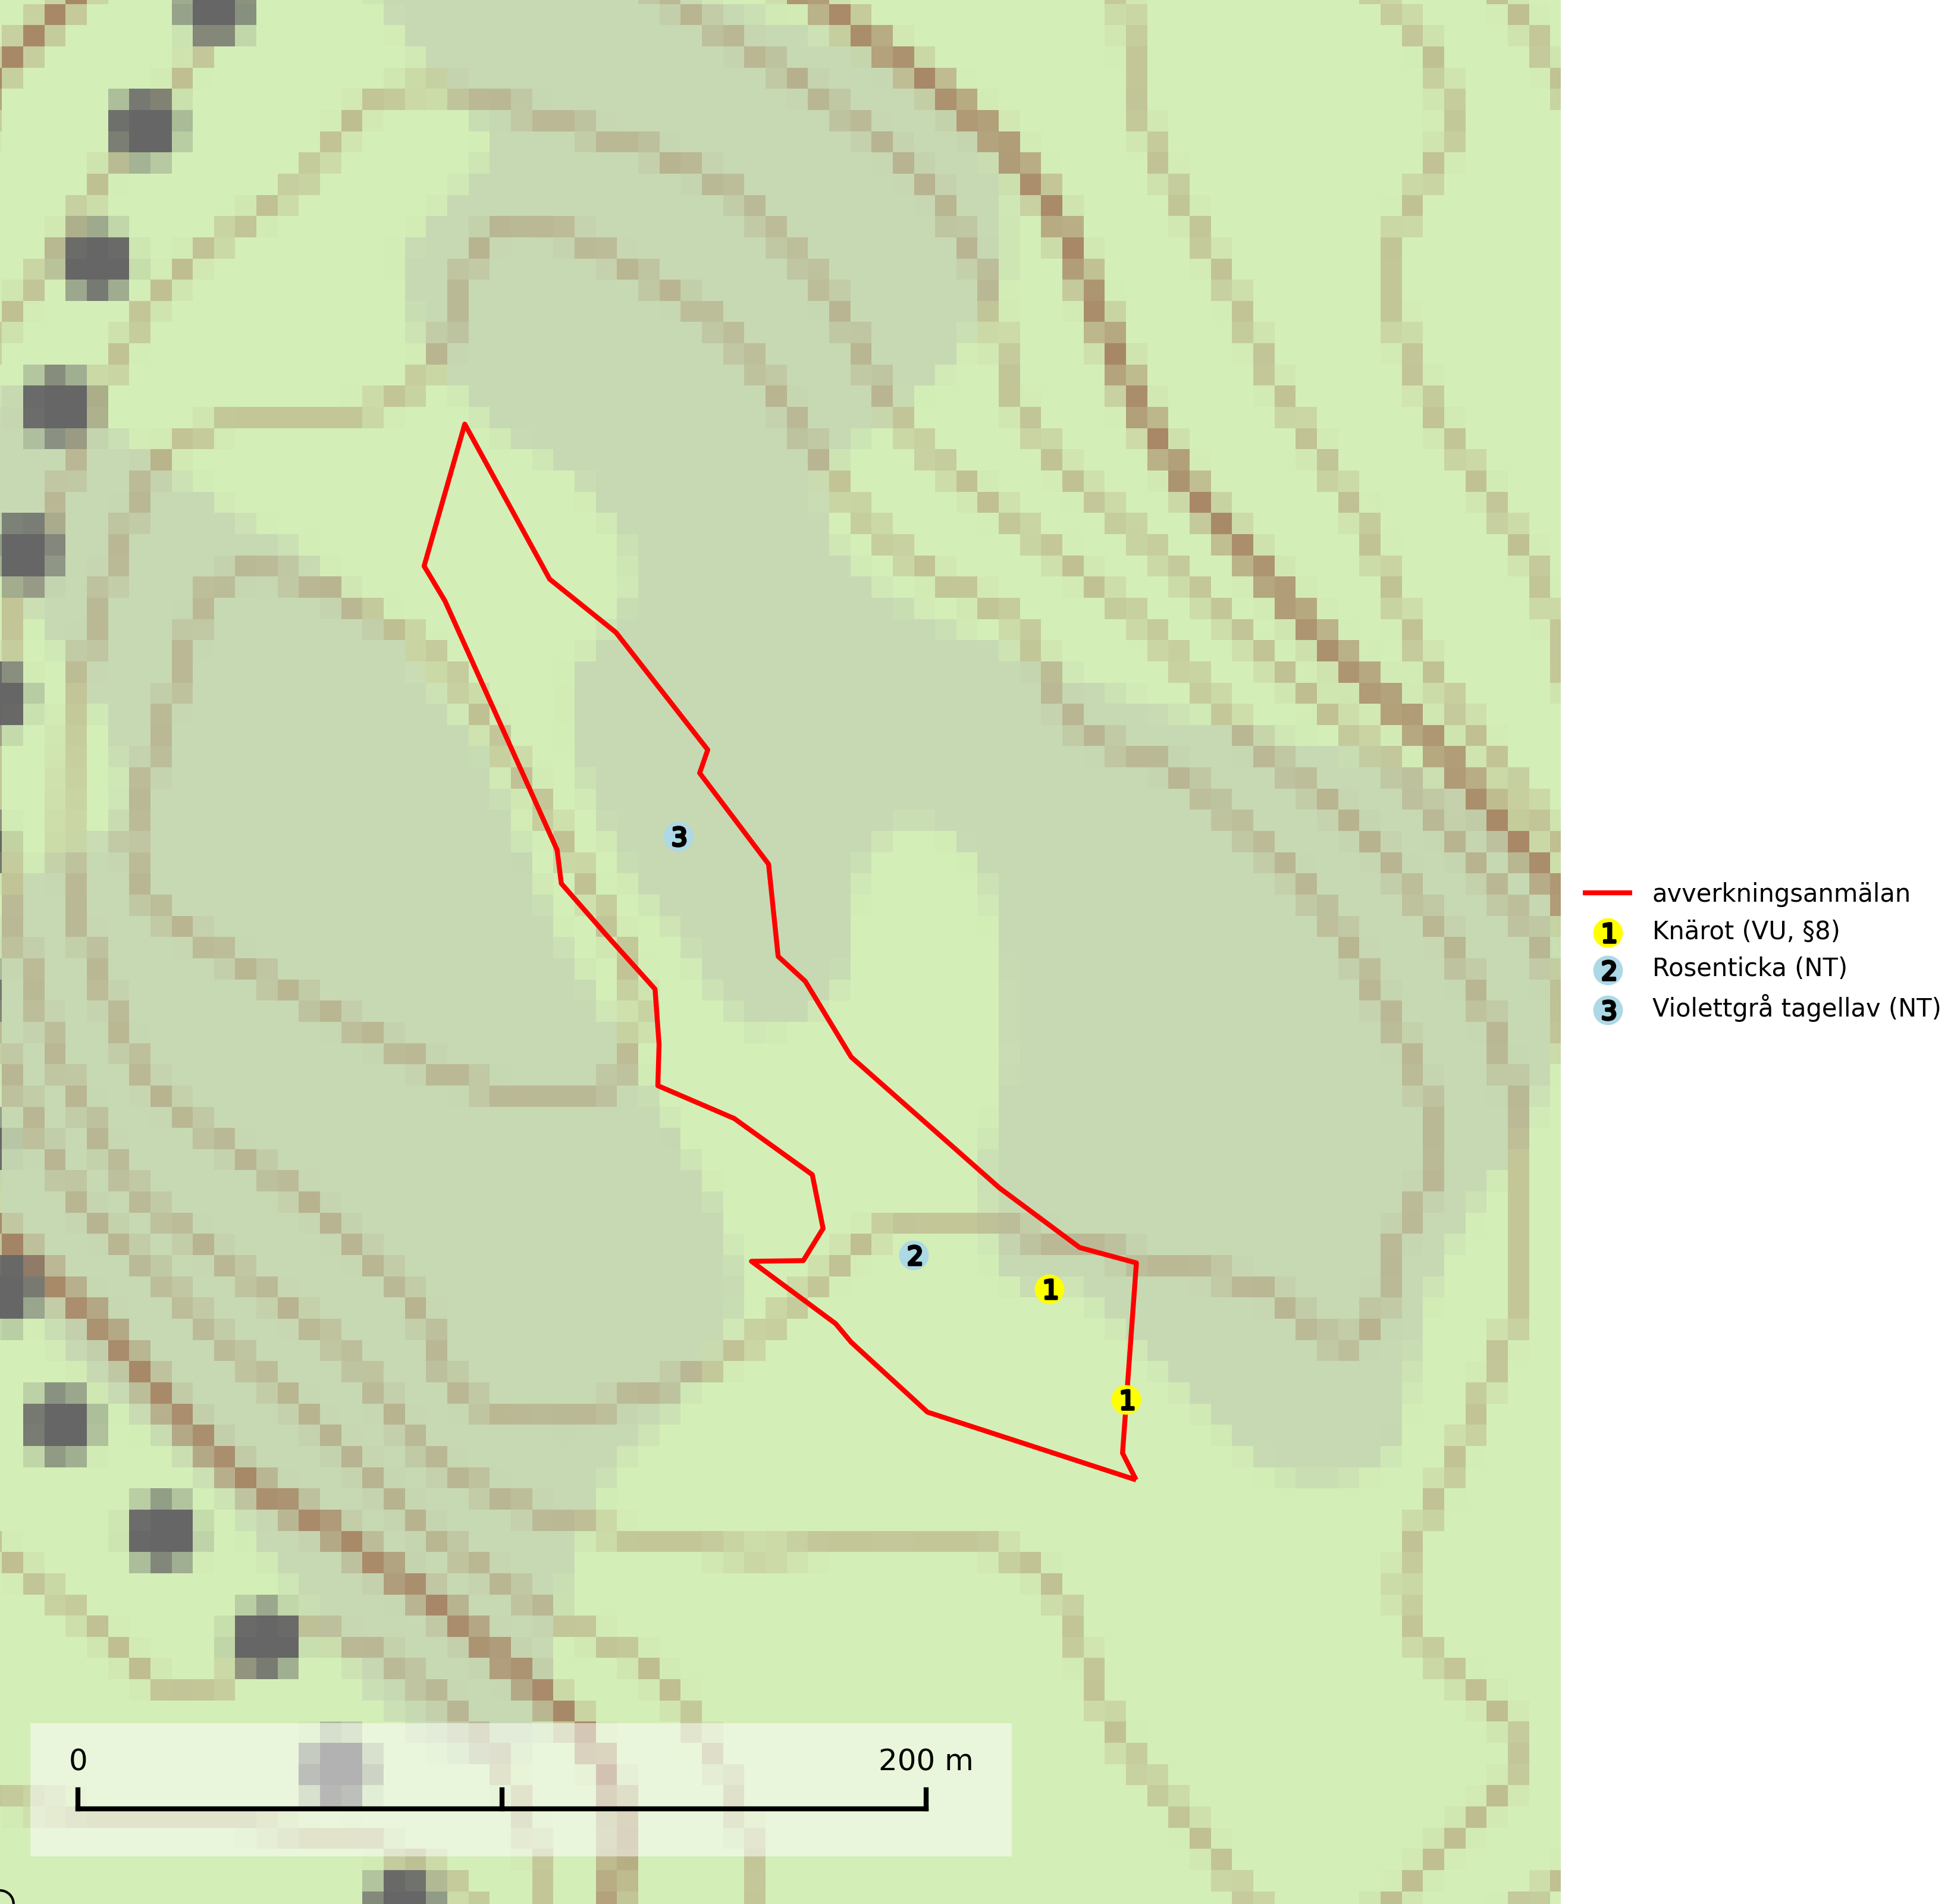 3
2
1
1
0 200 m
avverkningsanmälan
1 Knärot (VU, §8)
2 Rosenticka (NT)
3 Violettgrå tagellav (NT)